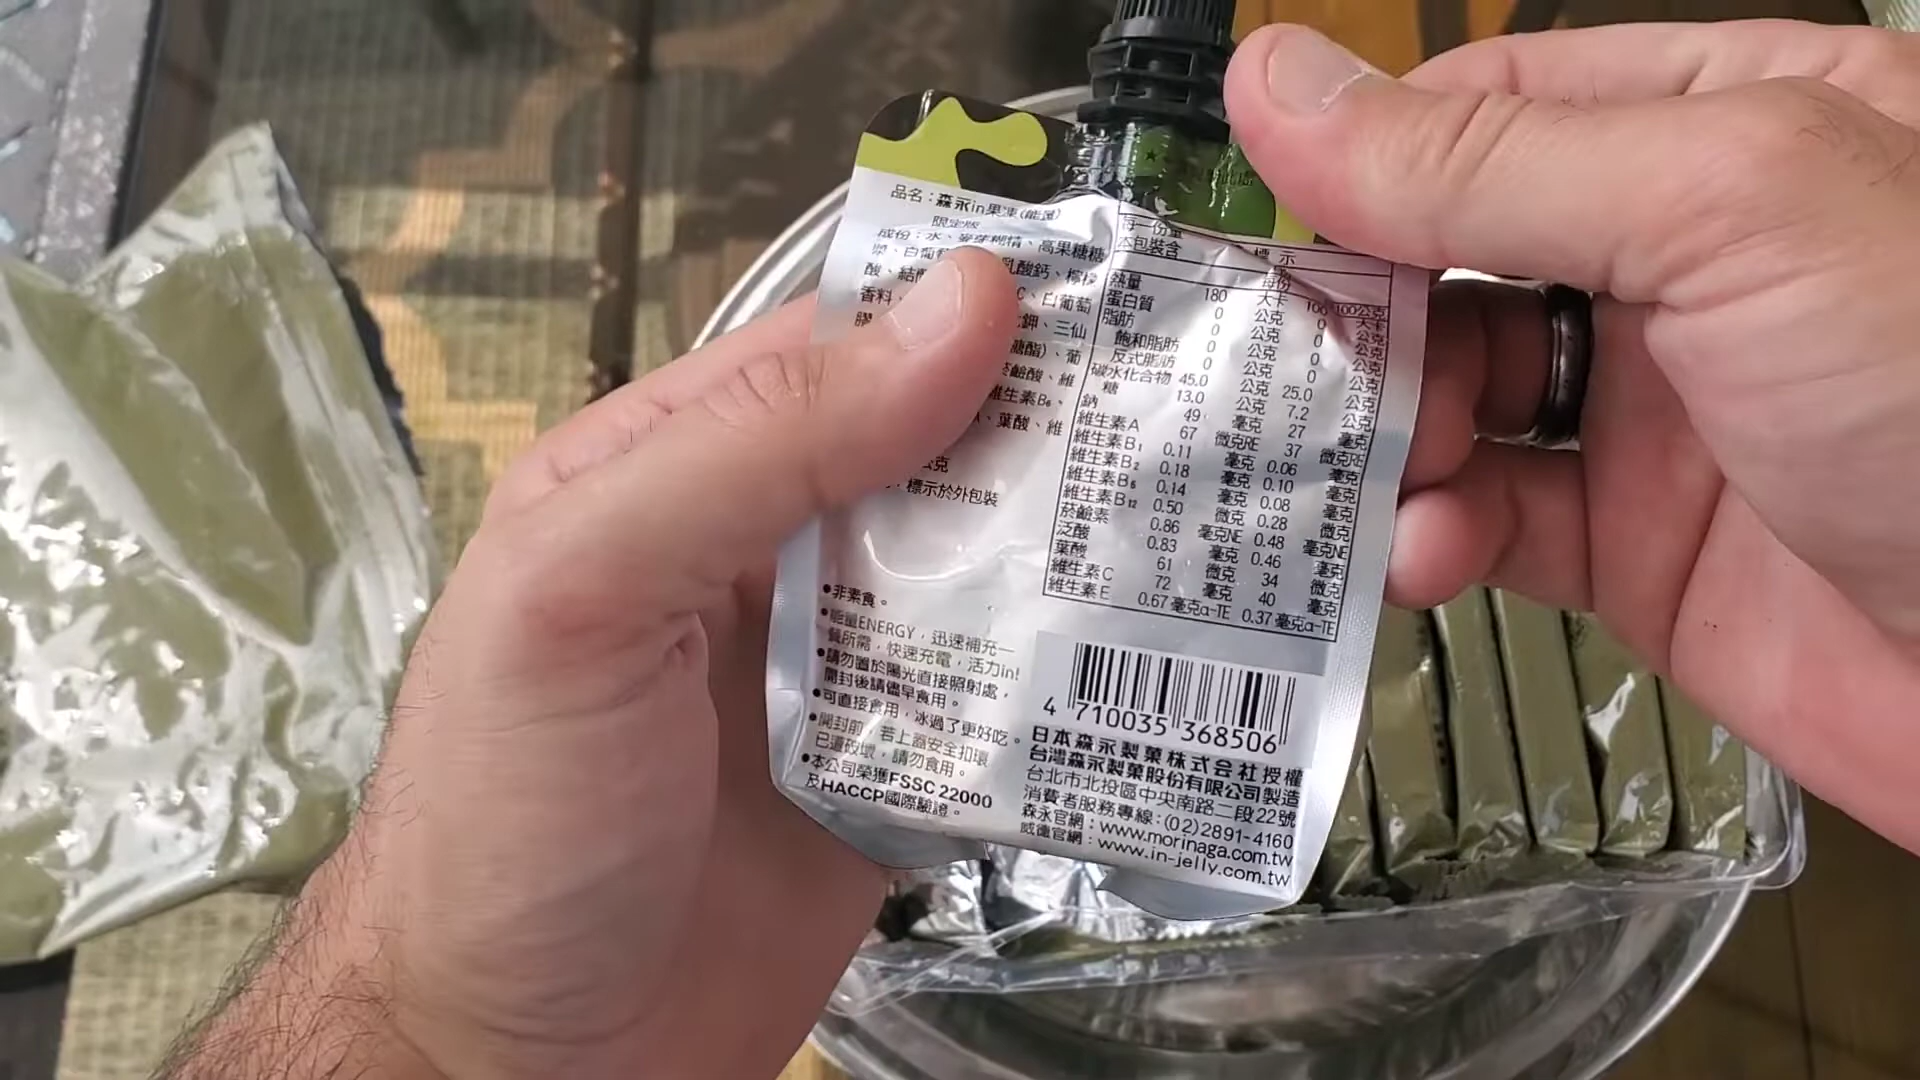 品名：森永in果凍(能量)
限定版
成份：水、麥芽糊精、高果糖糖
漿、白葡 乳酸鈣、檸檬
酸、結 C、白葡萄
香料、 鉀、三仙
膠 糖酯)、葡
菸鹼酸、維
維生素B₆、
、葉酸、維
公克
標示於外包裝
●非素食。
●能量ENERGY，迅速補充一
餐所需，快速充電，活力in!
●請勿置於陽光直接照射處，
開封後請儘早食用。
●可直接食用，冰過了更好吃。
●開封前，若上蓋安全扣環
已遭破壞，請勿食用。
●本公司榮獲FSSC 22000
及HACCP國際驗證。
標 示
每一份量
本包裝含
每份 100公克
熱量 180 大卡 100 大卡
蛋白質 0 公克 0 公克
脂肪 0 公克 0 公克
飽和脂肪 0 公克 0 公克
反式脂肪 0 公克 0 公克
碳水化合物 45.0 公克 25.0 公克
糖 13.0 公克 7.2 公克
鈉 49 毫克 27 毫克
維生素A 67 微克RE 37 微克RE
維生素B₁ 0.11 毫克 0.06 毫克
維生素B₂ 0.18 毫克 0.10 毫克
維生素B₆ 0.14 毫克 0.08 毫克
維生素B₁₂ 0.50 微克 0.28 微克
菸鹼素 0.86 毫克NE 0.48 毫克NE
泛酸 0.83 毫克 0.46 毫克
葉酸 61 微克 34 微克
維生素C 72 毫克 40 毫克
維生素E 0.67 毫克α-TE 0.37 毫克α-TE
4 710035 368506
日本森永製菓株式会社授權
台灣森永製菓股份有限公司製造
台北市北投區中央南路二段22號
消費者服務專線：(02)2891-4160
森永官網：www.morinaga.com.tw
威德官網：www.in-jelly.com.tw